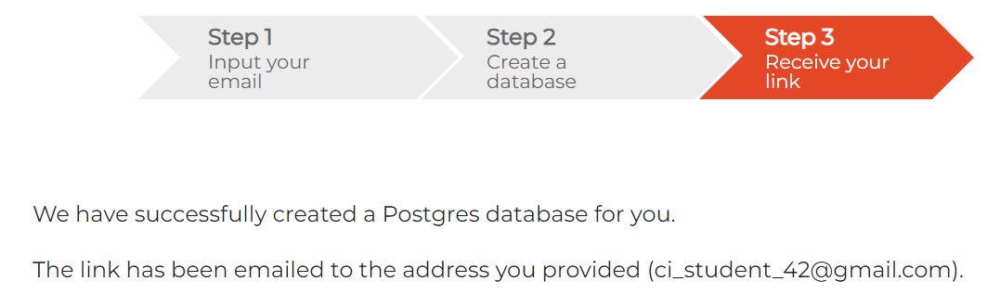 Step 1
Input your
email
Step 2
Create a
database
Step 3
Receive your
link
We have successfully created a Postgres database for you.
The link has been emailed to the address you provided (ci_student_42@gmail.com).